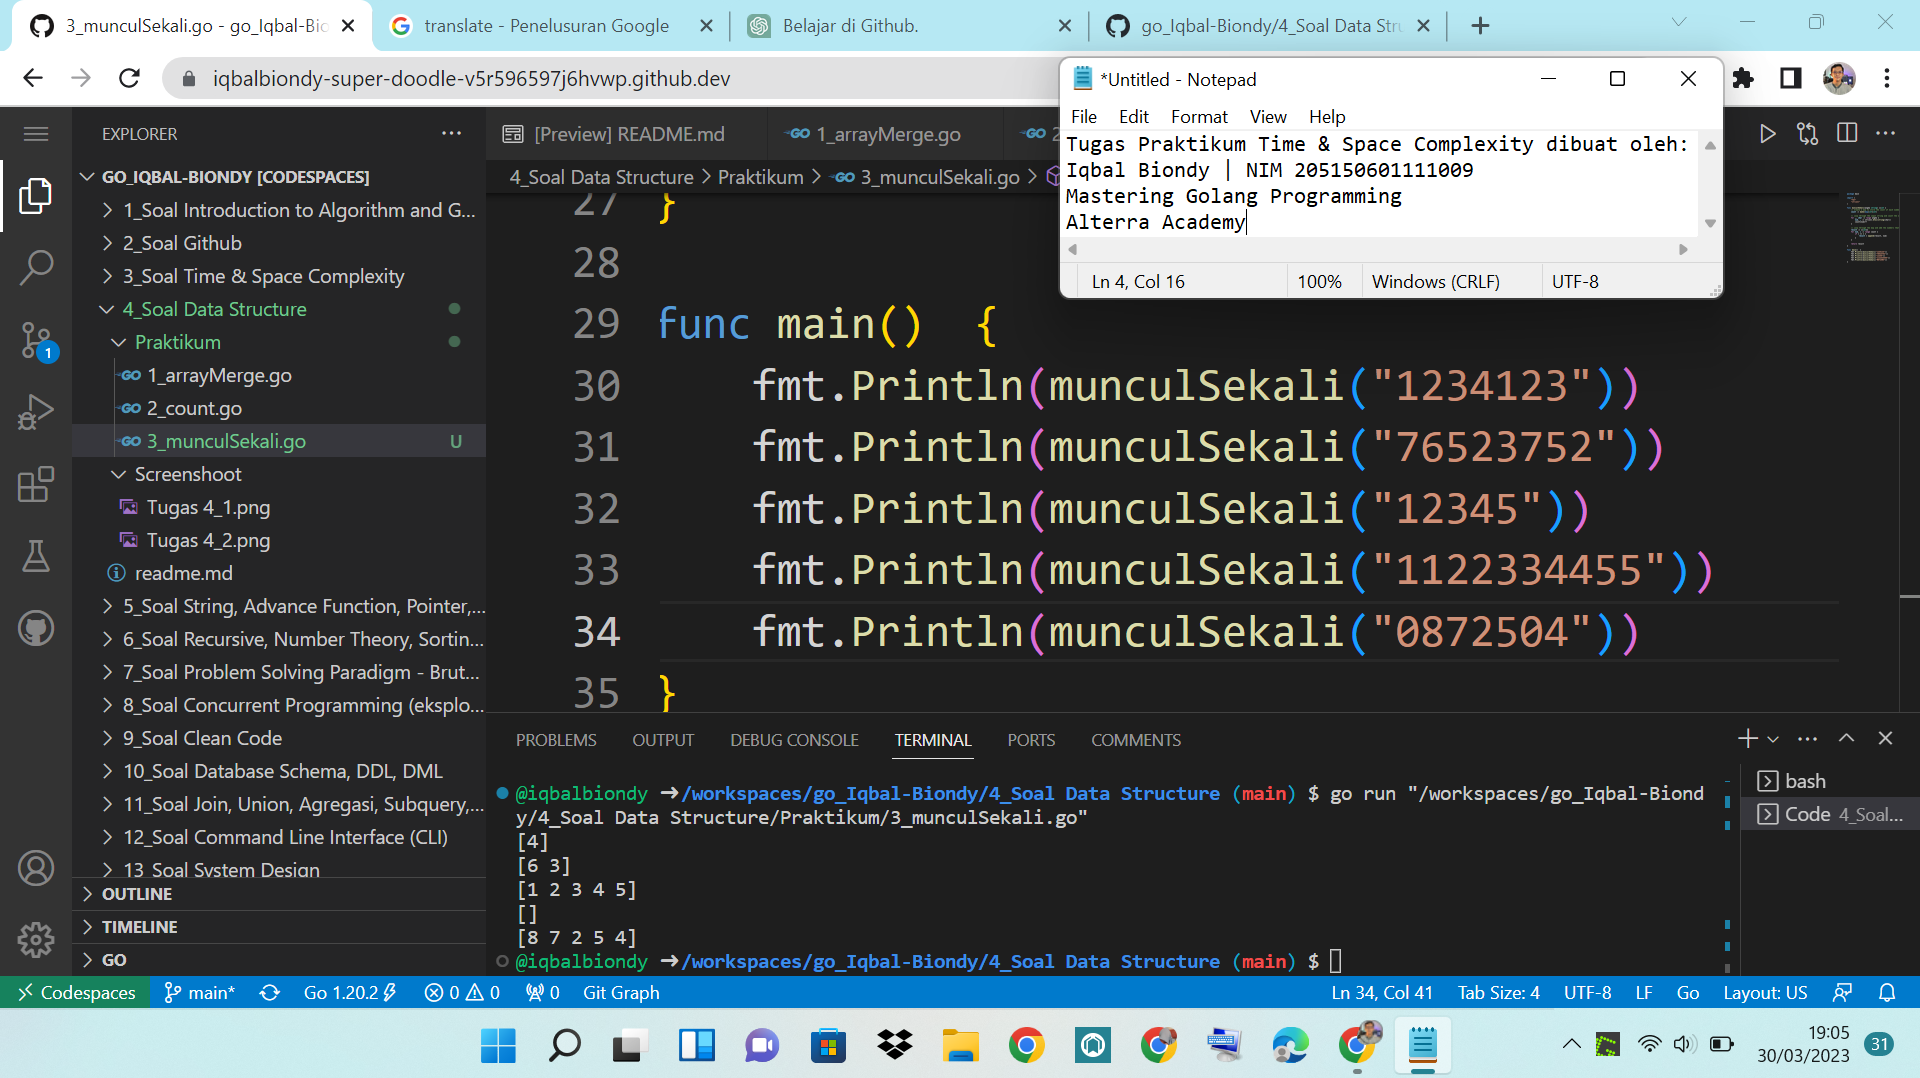 3_munculSekali.go - go_Iqbal-Bio
translate - Penelusuran Google
Belajar di Github.
go_Iqbal-Biondy/4_Soal Data Stru
iqbalbiondy-super-doodle-v5r596597j6hvwp.github.dev
*Untitled - Notepad
File Edit Format View Help
Tugas Praktikum Time & Space Complexity dibuat oleh:
Iqbal Biondy | NIM 205150601111009
Mastering Golang Programming
Alterra Academy
Ln 4, Col 16 100% Windows (CRLF) UTF-8
EXPLORER
GO_IQBAL-BIONDY [CODESPACES]
1_Soal Introduction to Algorithm and G...
2_Soal Github
3_Soal Time & Space Complexity
4_Soal Data Structure
Praktikum
GO 1_arrayMerge.go
GO 2_count.go
GO 3_munculSekali.go U
Screenshoot
Tugas 4_1.png
Tugas 4_2.png
readme.md
5_Soal String, Advance Function, Pointer,...
6_Soal Recursive, Number Theory, Sortin...
7_Soal Problem Solving Paradigm - Brut...
8_Soal Concurrent Programming (eksplo...
9_Soal Clean Code
10_Soal Database Schema, DDL, DML
11_Soal Join, Union, Agregasi, Subquery,...
12_Soal Command Line Interface (CLI)
13_Soal System Design
OUTLINE
TIMELINE
GO
1
[Preview] README.md
GO 1_arrayMerge.go
GO 2
4_Soal Data Structure > Praktikum > GO 3_munculSekali.go >
27 }
28
29 func main()  {
30 fmt.Println(munculSekali("1234123"))
31 fmt.Println(munculSekali("76523752"))
32 fmt.Println(munculSekali("12345"))
33 fmt.Println(munculSekali("1122334455"))
34 fmt.Println(munculSekali("0872504"))
35 }
PROBLEMS OUTPUT DEBUG CONSOLE TERMINAL PORTS COMMENTS
@iqbalbiondy ➜/workspaces/go_Iqbal-Biondy/4_Soal Data Structure (main) $ go run "/workspaces/go_Iqbal-Biond
y/4_Soal Data Structure/Praktikum/3_munculSekali.go"
[4]
[6 3]
[1 2 3 4 5]
[]
[8 7 2 5 4]
@iqbalbiondy ➜/workspaces/go_Iqbal-Biondy/4_Soal Data Structure (main) $
bash
Code 4_Soal...
Codespaces main* Go 1.20.2 0 0 0 Git Graph
Ln 34, Col 41 Tab Size: 4 UTF-8 LF Go Layout: US
19:05
30/03/2023
31